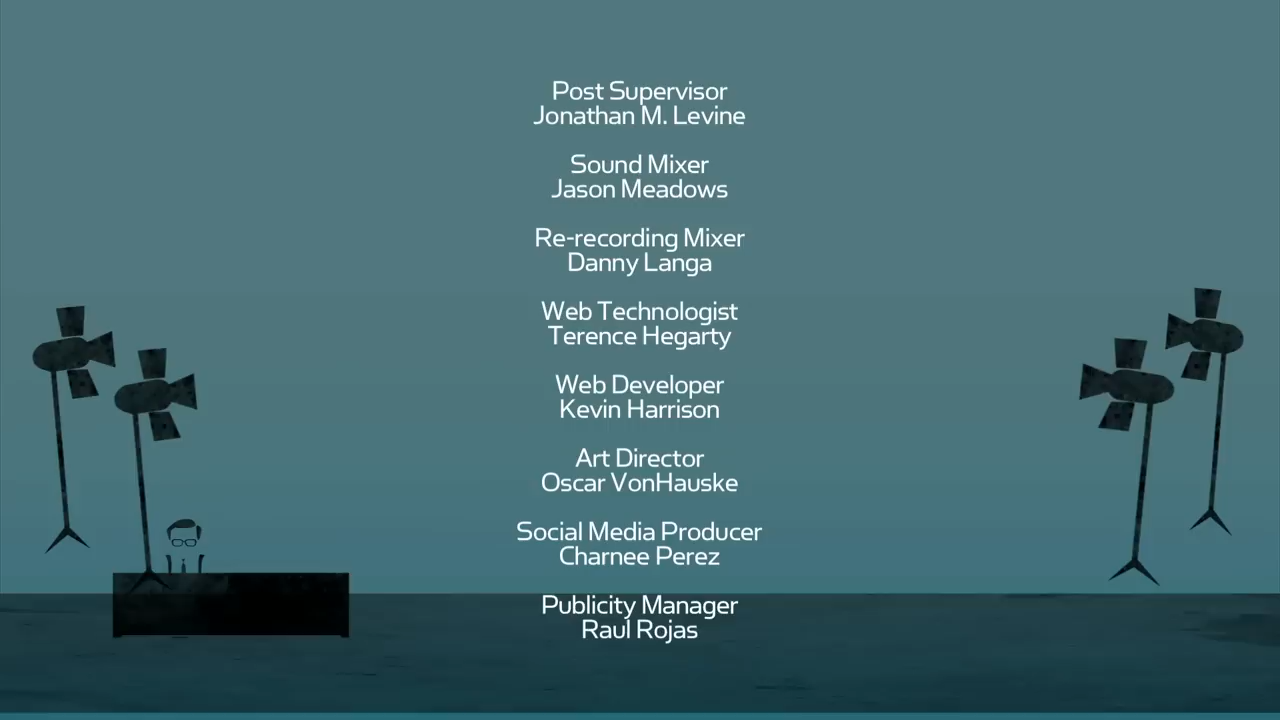 Post Supervisor
Jonathan M. Levine
Sound Mixer
Jason Meadows
Re-recording Mixer
Danny Langa
Web Technologist
Terence Hegarty
Web Developer
Kevin Harrison
Art Director
Oscar VonHauske
Social Media Producer
Charnee Perez
Publicity Manager
Raul Rojas